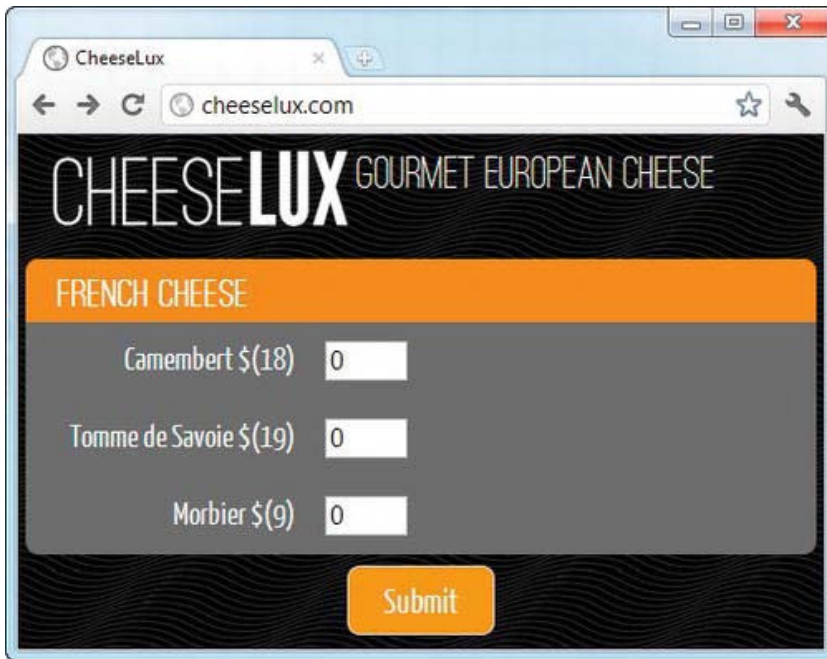 CheeseLux
cheeselux.com
CHEESELUX GOURMET EUROPEAN CHEESE
FRENCH CHEESE
Camembert $(18) 0
Tomme de Savoie $(19) 0
Morbier $(9) 0
Submit